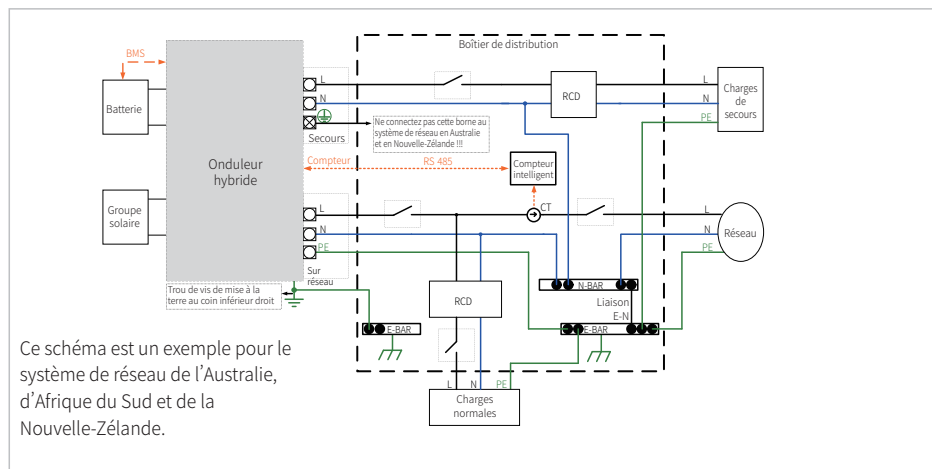 Boîtier de distribution
BMS
L
N
Secours
RCD
L
N
PE
Charges
de
secours
Batterie
Ne connectez pas cette borne au
système de réseau en Australie
et en Nouvelle-Zélande !!!
Onduleur
hybride
Compteur
RS 485
Compteur
intelligent
Groupe
solaire
L
N
PE
Sur
réseau
CT
L
N
PE
Réseau
Trou de vis de mise à la
terre au coin inférieur droit
RCD
N-BAR
Liaison
E-N
E-BAR
E-BAR
L
N
PE
Charges
normales
Ce schéma est un exemple pour le
système de réseau de l’Australie,
d’Afrique du Sud et de la
Nouvelle-Zélande.